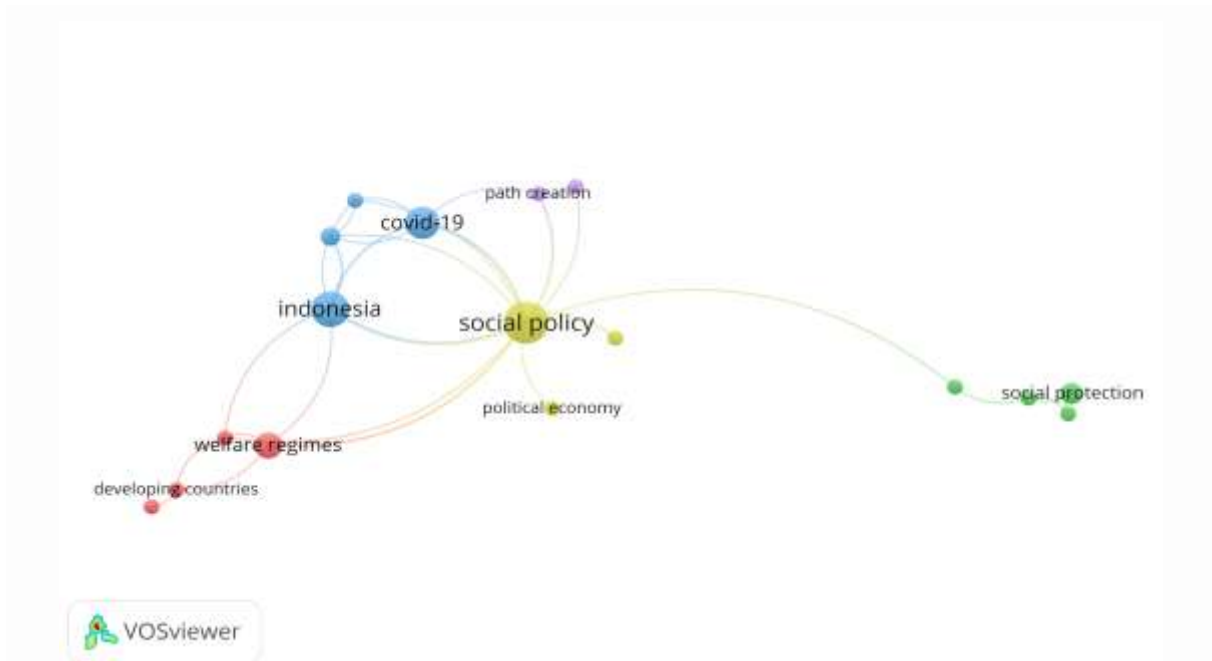 path creation
covid-19
indonesia
social policy
social protection
political economy
welfare regimes
developing countries
VOSviewer